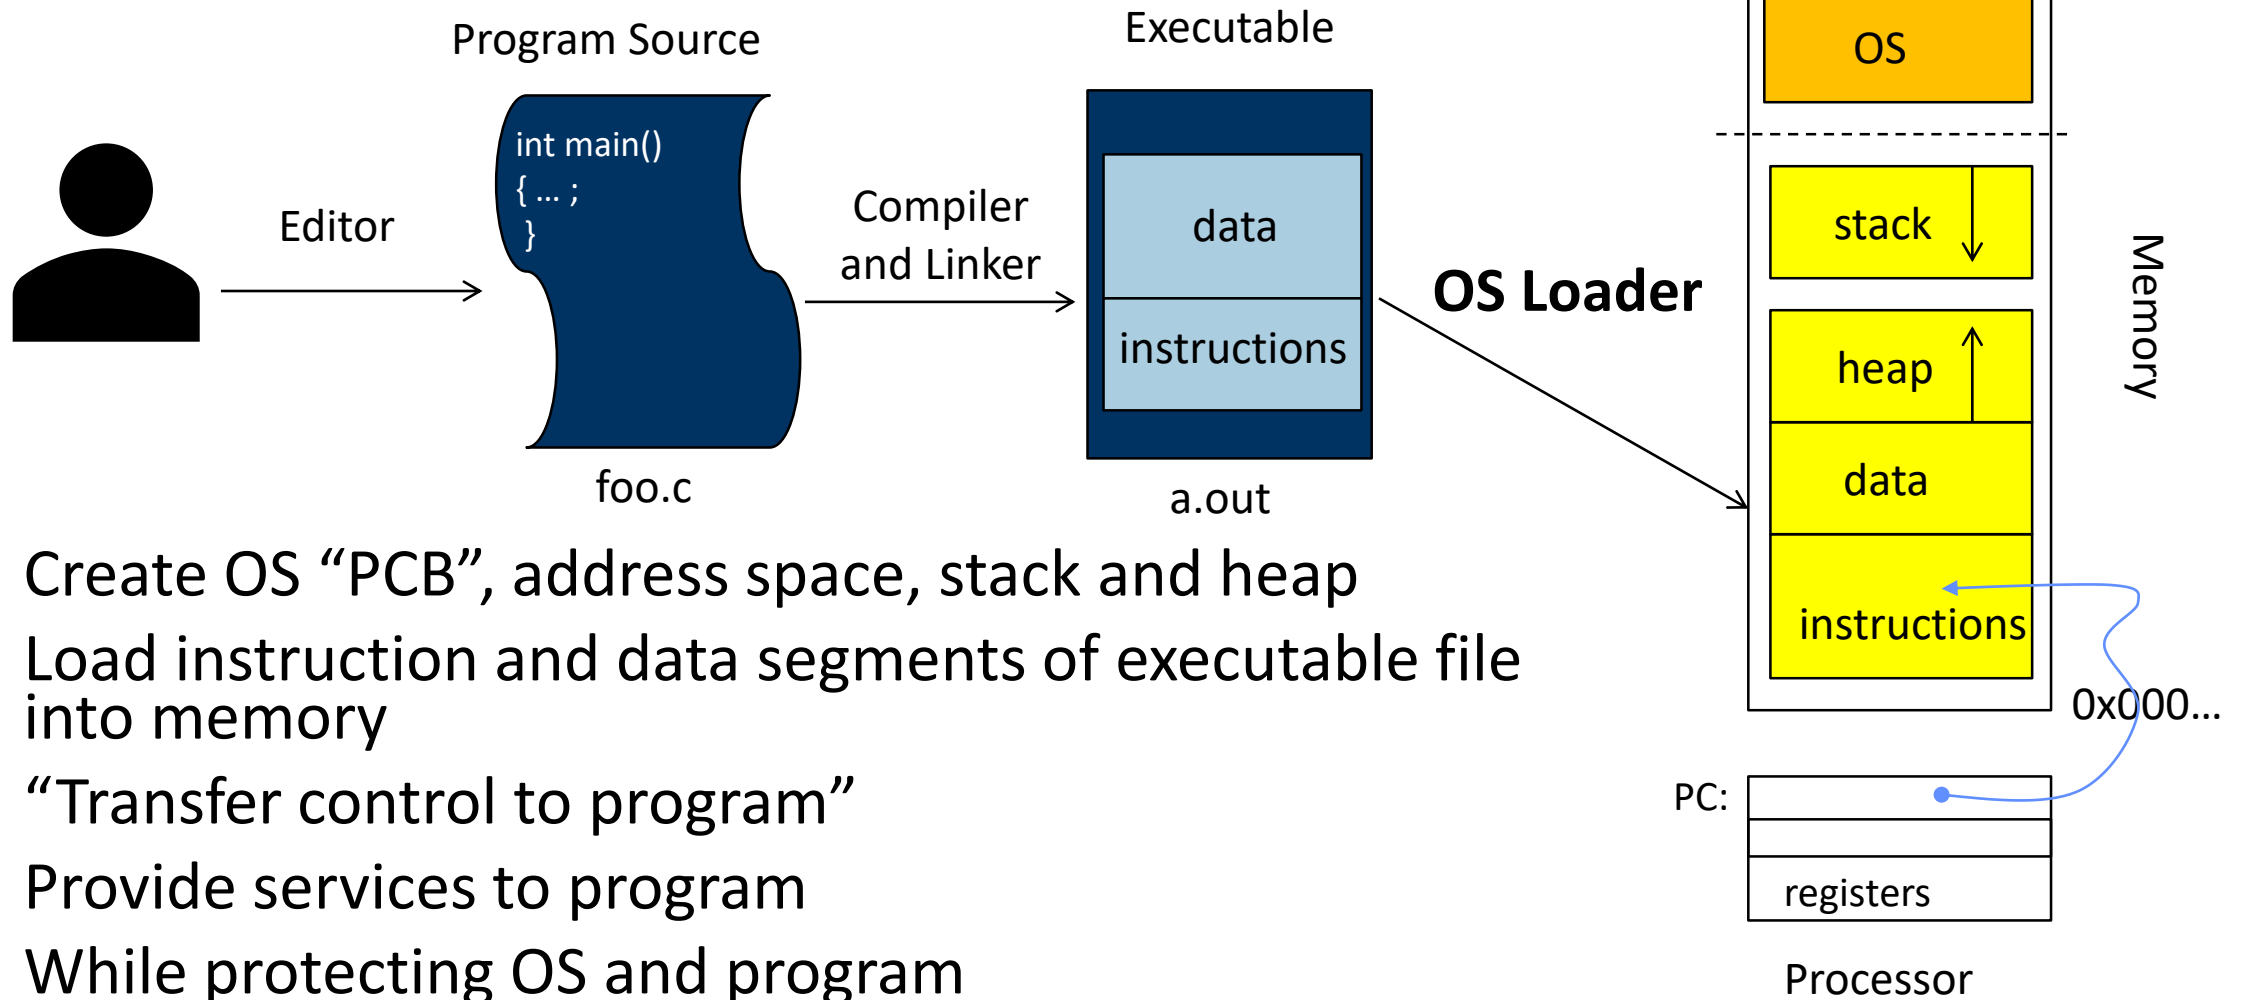 Program Source
Executable
OS
int main()
{ … ;
}
Editor
Compiler
and Linker
data
instructions
OS Loader
stack
heap
data
instructions
Memory
foo.c
a.out
0x000…
Create OS “PCB”, address space, stack and heap
Load instruction and data segments of executable file
into memory
“Transfer control to program”
Provide services to program
While protecting OS and program
PC:
registers
Processor